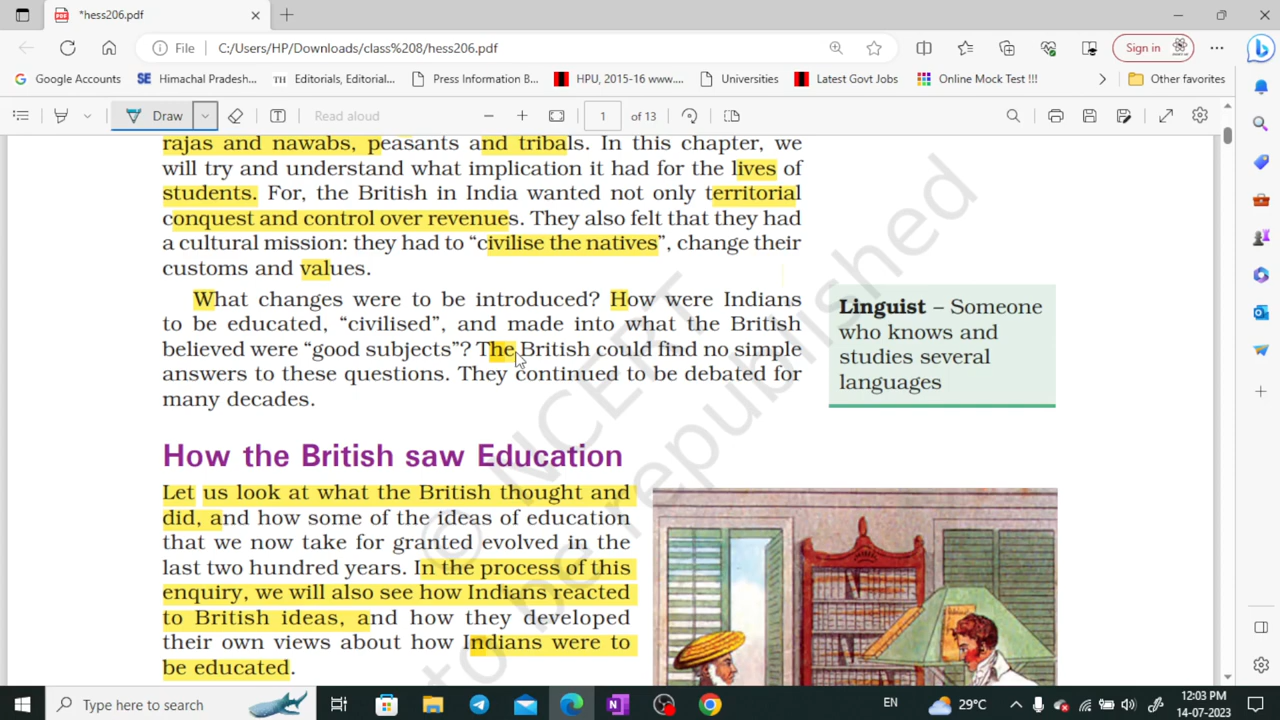 *hess206.pdf
File C:/Users/HP/Downloads/class%208/hess206.pdf
Sign in
Google Accounts
SE Himachal Pradesh...
TH Editorials, Editorial...
Press Information B...
HPU, 2015-16 www....
Universities
Latest Govt Jobs
Online Mock Test !!!
Other favorites
Draw
Read aloud
1 of 13
rajas and nawabs, peasants and tribals. In this chapter, we
will try and understand what implication it had for the lives of
students. For, the British in India wanted not only territorial
conquest and control over revenues. They also felt that they had
a cultural mission: they had to “civilise the natives”, change their
customs and values.
What changes were to be introduced? How were Indians
to be educated, “civilised”, and made into what the British
believed were “good subjects”? The British could find no simple
answers to these questions. They continued to be debated for
many decades.
Linguist – Someone
who knows and
studies several
languages
How the British saw Education
Let us look at what the British thought and
did, and how some of the ideas of education
that we now take for granted evolved in the
last two hundred years. In the process of this
enquiry, we will also see how Indians reacted
to British ideas, and how they developed
their own views about how Indians were to
be educated.
© NCERT
to be republished
Type here to search
EN
29°C
12:03 PM
14-07-2023